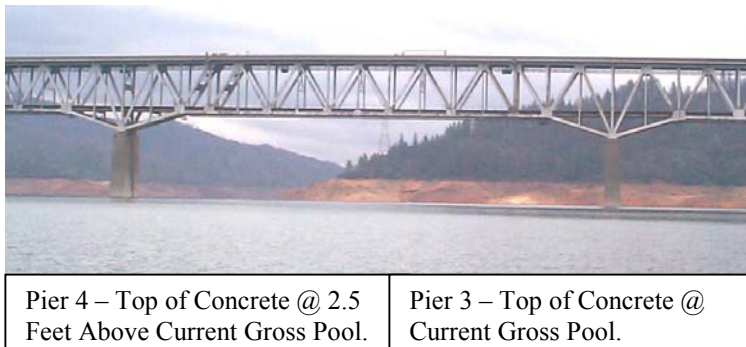 Pier 4 – Top of Concrete @ 2.5
Feet Above Current Gross Pool.
Pier 3 – Top of Concrete @
Current Gross Pool.